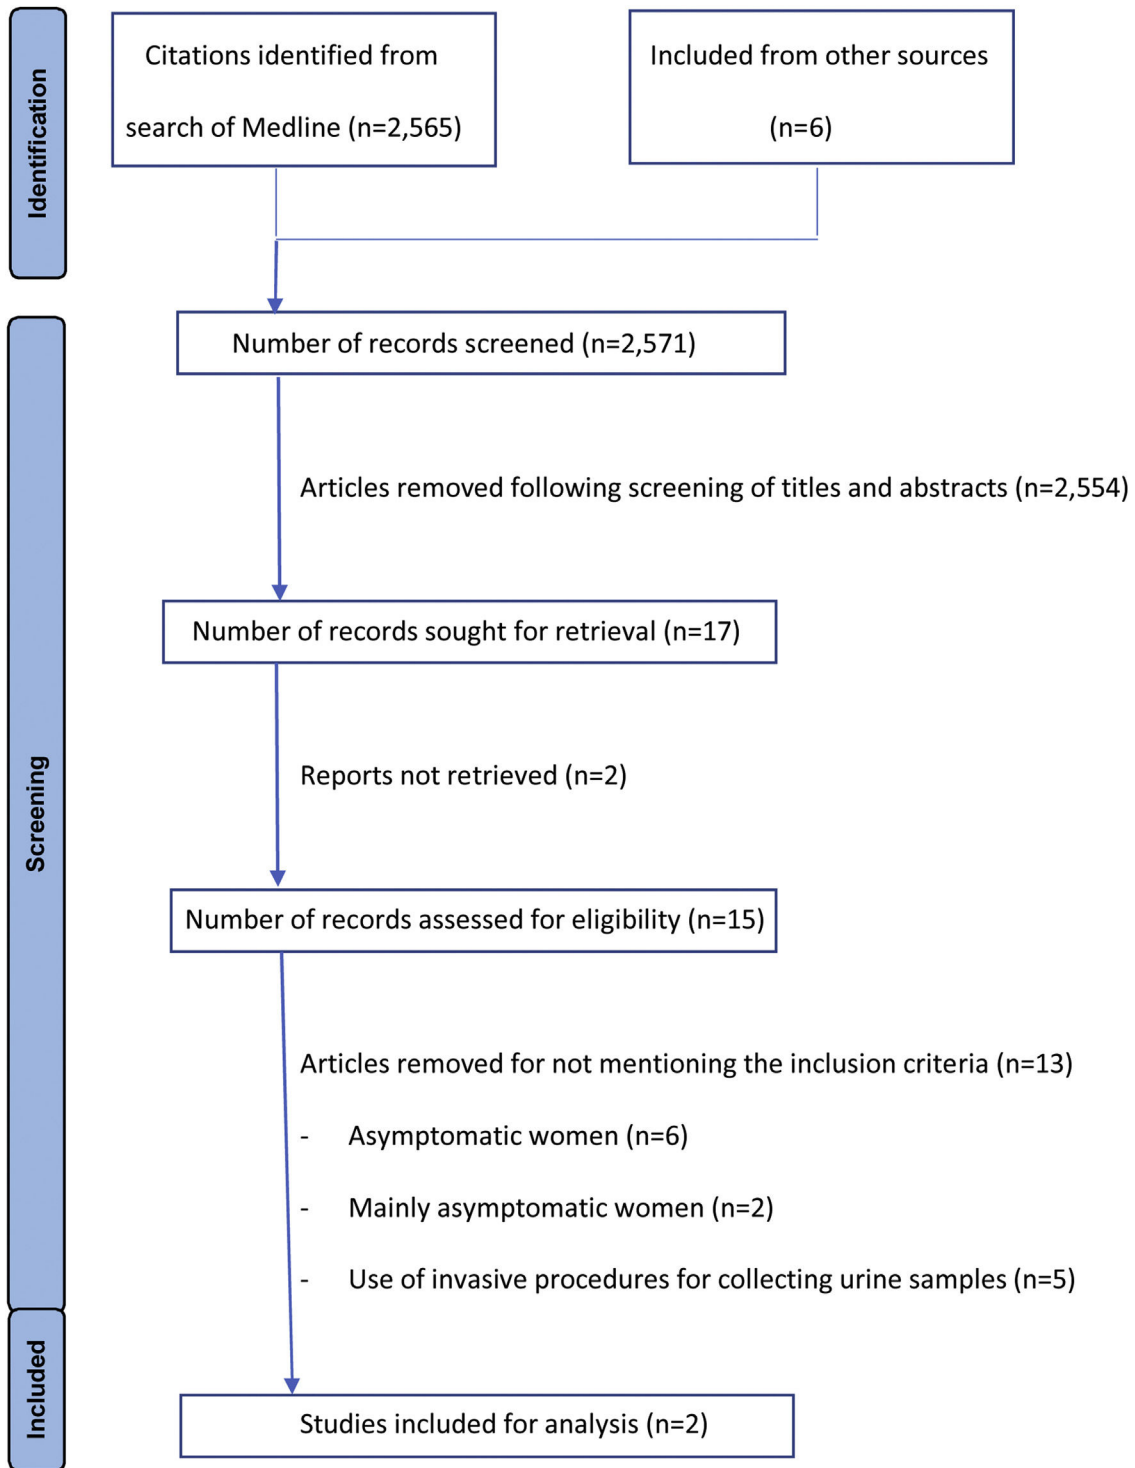 Identification
Citations identified from
search of Medline (n=2,565)
Included from other sources
(n=6)
Screening
Number of records screened (n=2,571)
Articles removed following screening of titles and abstracts (n=2,554)
Number of records sought for retrieval (n=17)
Reports not retrieved (n=2)
Number of records assessed for eligibility (n=15)
Articles removed for not mentioning the inclusion criteria (n=13)
- Asymptomatic women (n=6)
- Mainly asymptomatic women (n=2)
- Use of invasive procedures for collecting urine samples (n=5)
Included
Studies included for analysis (n=2)